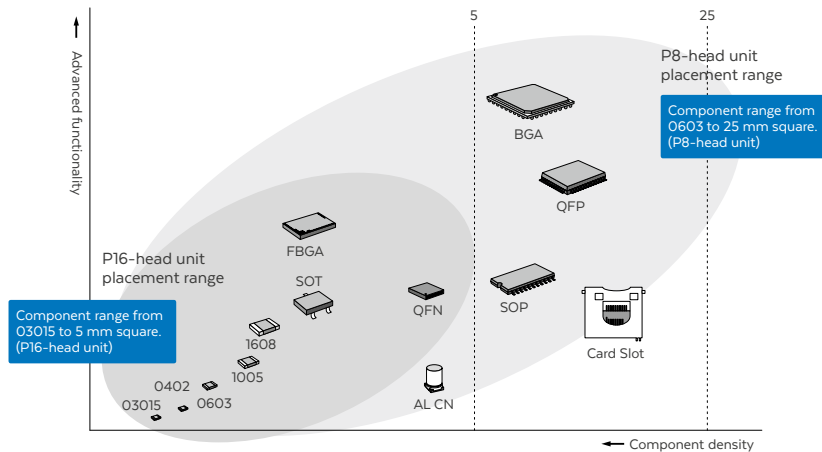 5
25
Advanced functionality
P8-head unit
placement range
Component range from
0603 to 25 mm square.
(P8-head unit)
BGA
QFP
FBGA
P16-head unit
placement range
SOT
QFN
SOP
Component range from
03015 to 5 mm square.
(P16-head unit)
1608
Card Slot
1005
0402
0603
03015
AL CN
Component density